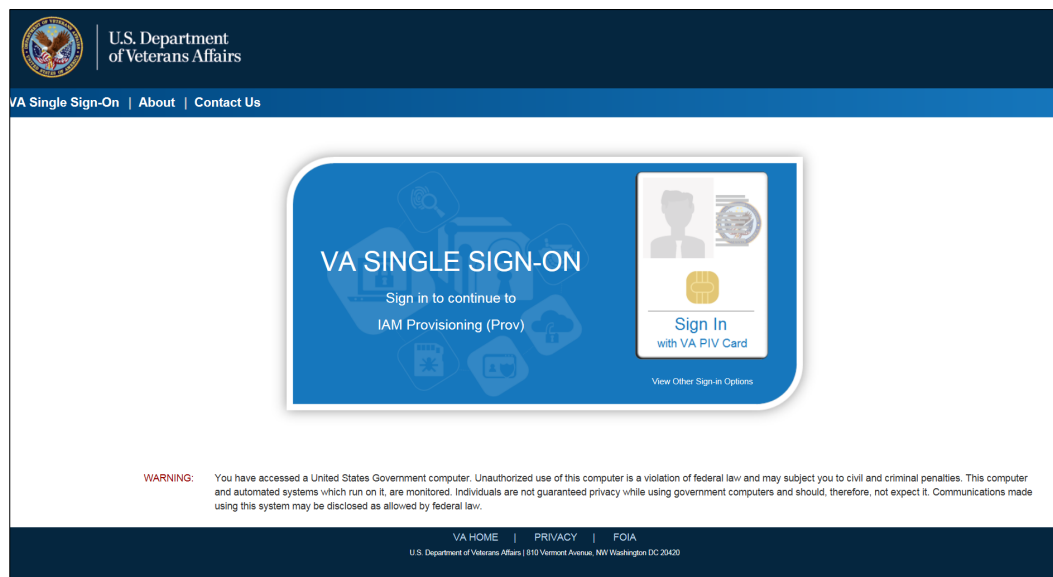 U.S. Department
of Veterans Affairs
VA Single Sign-On | About | Contact Us
VA SINGLE SIGN-ON
Sign in to continue to
IAM Provisioning (Prov)
Sign In
with VA PIV Card
View Other Sign-in Options
WARNING: You have accessed a United States Government computer. Unauthorized use of this computer is a violation of federal law and may subject you to civil and criminal penalties. This computer
and automated systems which run on it, are monitored. Individuals are not guaranteed privacy while using government computers and should, therefore, not expect it. Communications made
using this system may be disclosed as allowed by federal law.
VA HOME | PRIVACY | FOIA
U.S. Department of Veterans Affairs | 810 Vermont Avenue, NW Washington DC 20420